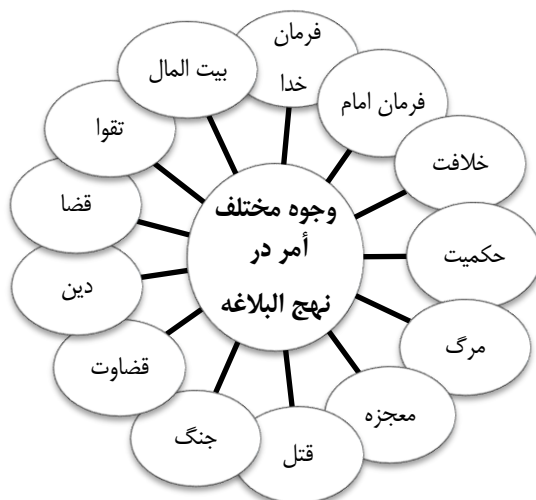 وجوه مختلف
أمر در
نهج البلاغه
فرمان
خدا
فرمان امام
خلافت
حکمیت
مرگ
معجزه
قتل
جنگ
قضاوت
دین
قضا
تقوا
بیت المال